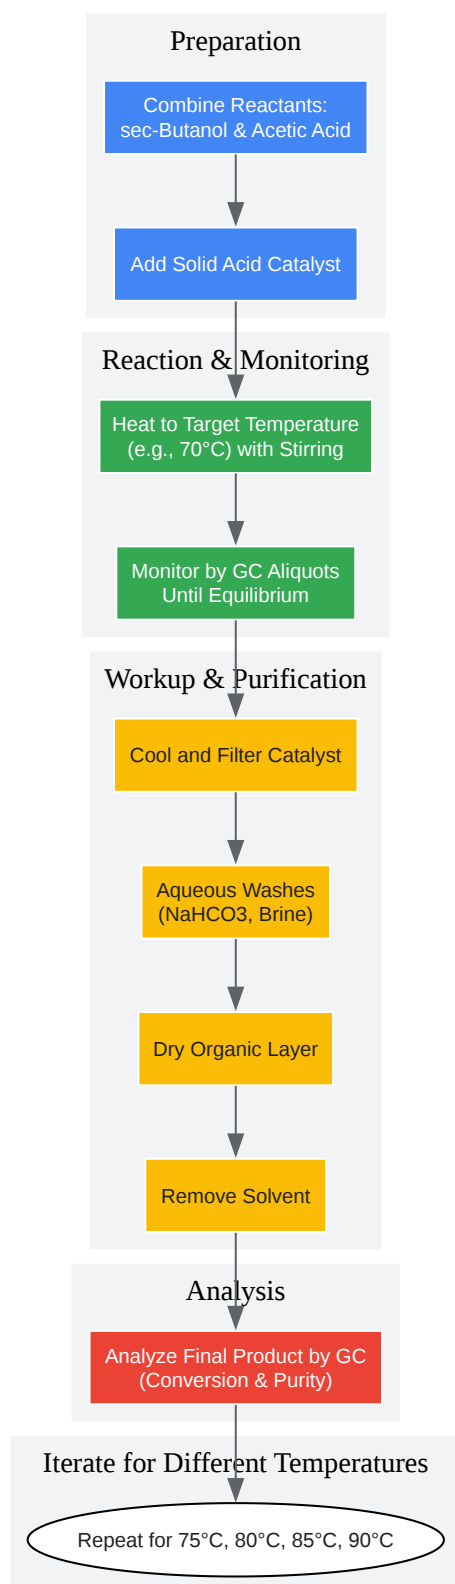 Preparation
Combine Reactants:
sec-Butanol & Acetic Acid
Add Solid Acid Catalyst
Reaction & Monitoring
Heat to Target Temperature
(e.g., 70°C) with Stirring
Monitor by GC Aliquots
Until Equilibrium
Workup & Purification
Cool and Filter Catalyst
Aqueous Washes
(NaHCO3, Brine)
Dry Organic Layer
Remove Solvent
Analysis
Analyze Final Product by GC
(Conversion & Purity)
Iterate for Different Temperatures
Repeat for 75°C, 80°C, 85°C, 90°C